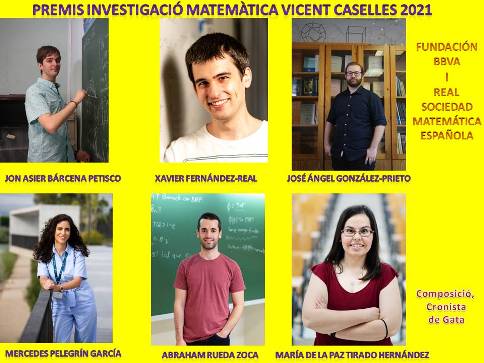 PREMIS INVESTIGACIÓ MATEMÀTICA VICENT CASELLES 2021
FUNDACIÓN
BBVA
I
REAL
SOCIEDAD
MATEMÁTICA
ESPAÑOLA
JON ASIER BÁRCENA PETISCO
XAVIER FERNÁNDEZ-REAL
JOSÉ ÁNGEL GONZÁLEZ-PRIETO
MERCEDES PELEGRÍN GARCÍA
ABRAHAM RUEDA ZOCA
MARÍA DE LA PAZ TIRADO HERNÁNDEZ
Composició,
Cronista
de Gata